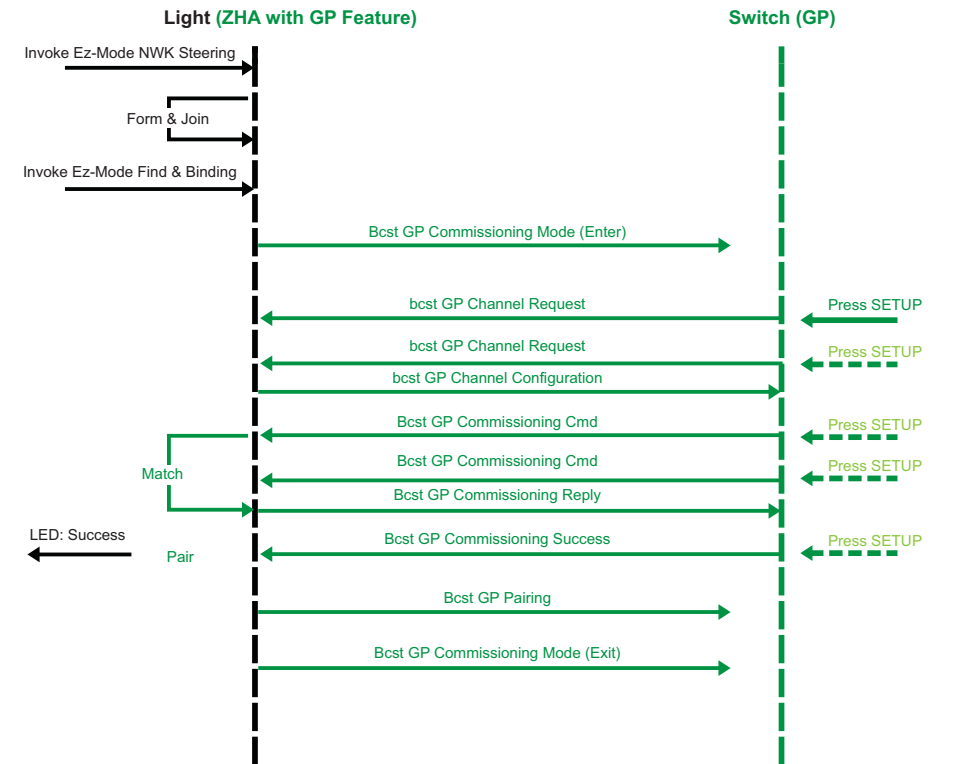 Light (ZHA with GP Feature)
Switch (GP)
Invoke Ez-Mode NWK Steering
Form & Join
Invoke Ez-Mode Find & Binding
Bcst GP Commissioning Mode (Enter)
bcst GP Channel Request
Press SETUP
bcst GP Channel Request
Press SETUP
bcst GP Channel Configuration
Bcst GP Commissioning Cmd
Press SETUP
Bcst GP Commissioning Cmd
Press SETUP
Match
Bcst GP Commissioning Reply
LED: Success
Bcst GP Commissioning Success
Press SETUP
Pair
Bcst GP Pairing
Bcst GP Commissioning Mode (Exit)